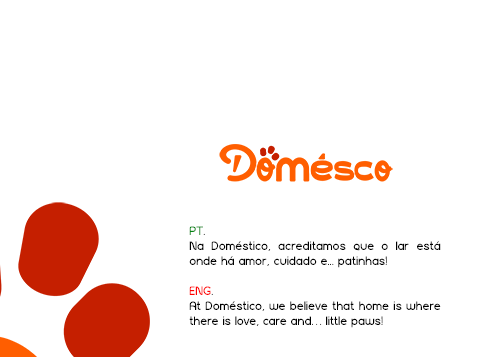 Domésco
PT.
Na Doméstico, acreditamos que o lar está
onde há amor, cuidado e... patinhas!
ENG.
At Doméstico, we believe that home is where
there is love, care and... little paws!